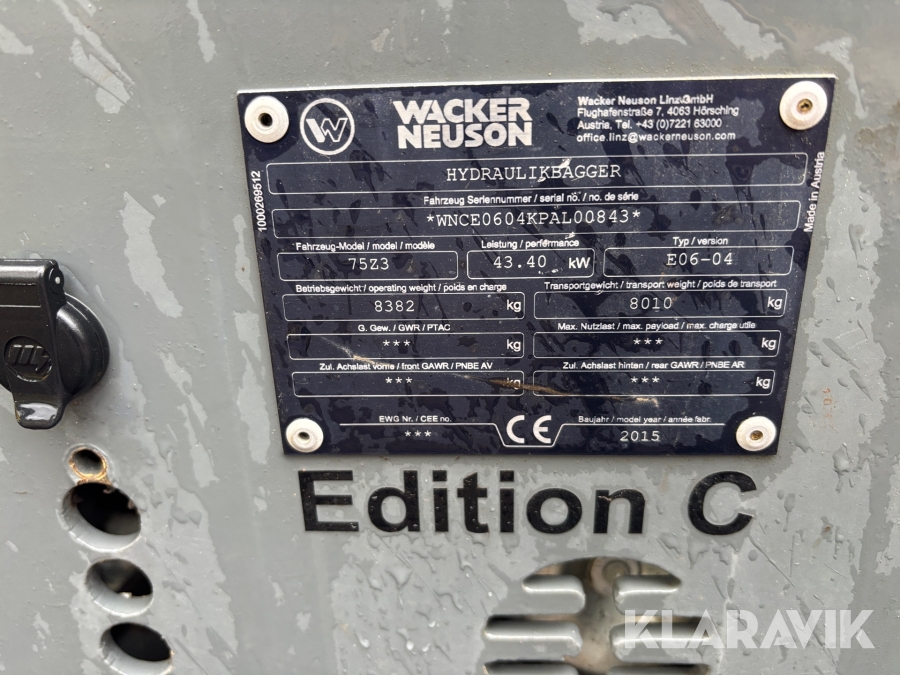 KLARAVIK
WACKER
NEUSON
Wacker Neuson Linz GmbH
Flughafenstraße 7, 4063 Hörsching
Austria, Tel. +43 (0)7221 63000
office.linz@wackerneuson.com
1000269512
Made in Austria
HYDRAULIKBAGGER
Fahrzeug Seriennummer / serial no. / no. de série
*WNCE0604KPAL00843*
Fahrzeug-Model / model / modèle Leistung / performance Typ / version
75Z3 43.40 kW E06-04
Betriebsgewicht / operating weight / poids en charge Transportgewicht / transport weight / poids de transport
8382 kg 8010 kg
G. Gew. / GWR / PTAC Max. Nutzlast / max. payload / max. charge utile
*** kg *** kg
Zul. Achslast vorne / front GAWR / PNBE AV Zul. Achslast hinten / rear GAWR / PNBE AR
*** kg *** kg
EWG Nr. / CEE no. CE Baujahr / model year / année fabr.
*** 2015
Edition C
KLARAVIK